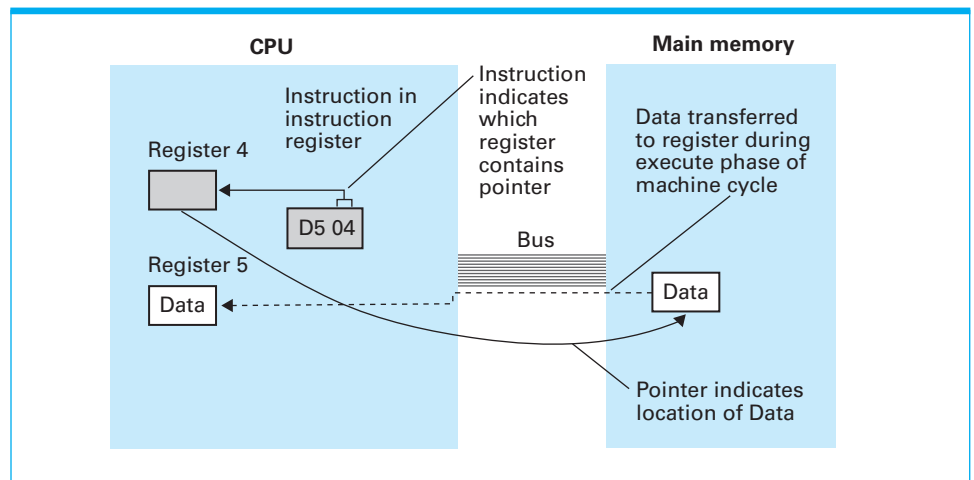 CPU
Main memory
Instruction in
instruction
register
Instruction
indicates
which
register
contains
pointer
Data transferred
to register during
execute phase of
machine cycle
Register 4
D5 04
Bus
Register 5
Data
Data
Pointer indicates
location of Data